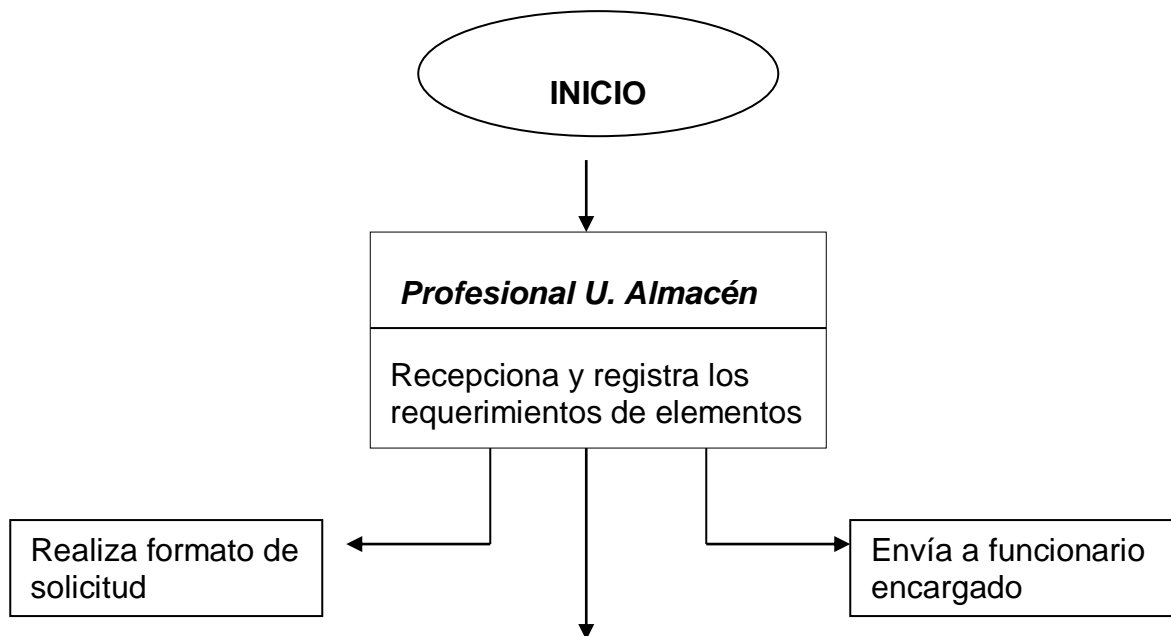 INICIO
Profesional U. Almacén
Recepciona y registra los
requerimientos de elementos
Realiza formato de
solicitud
Envía a funcionario
encargado